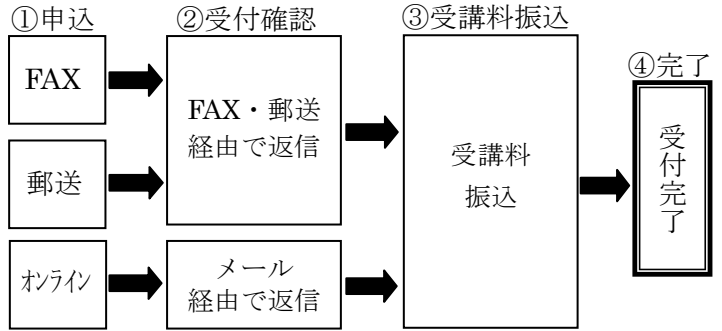 ①申込
FAX
郵送
オンライン
②受付確認
FAX・郵送
経由で返信
メール
経由で返信
③受講料振込
受講料
振込
④完了
受付完了